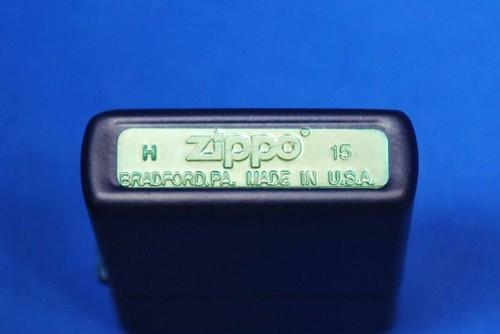 H Zippo® 15
BRADFORD,PA. MADE IN U.S.A.